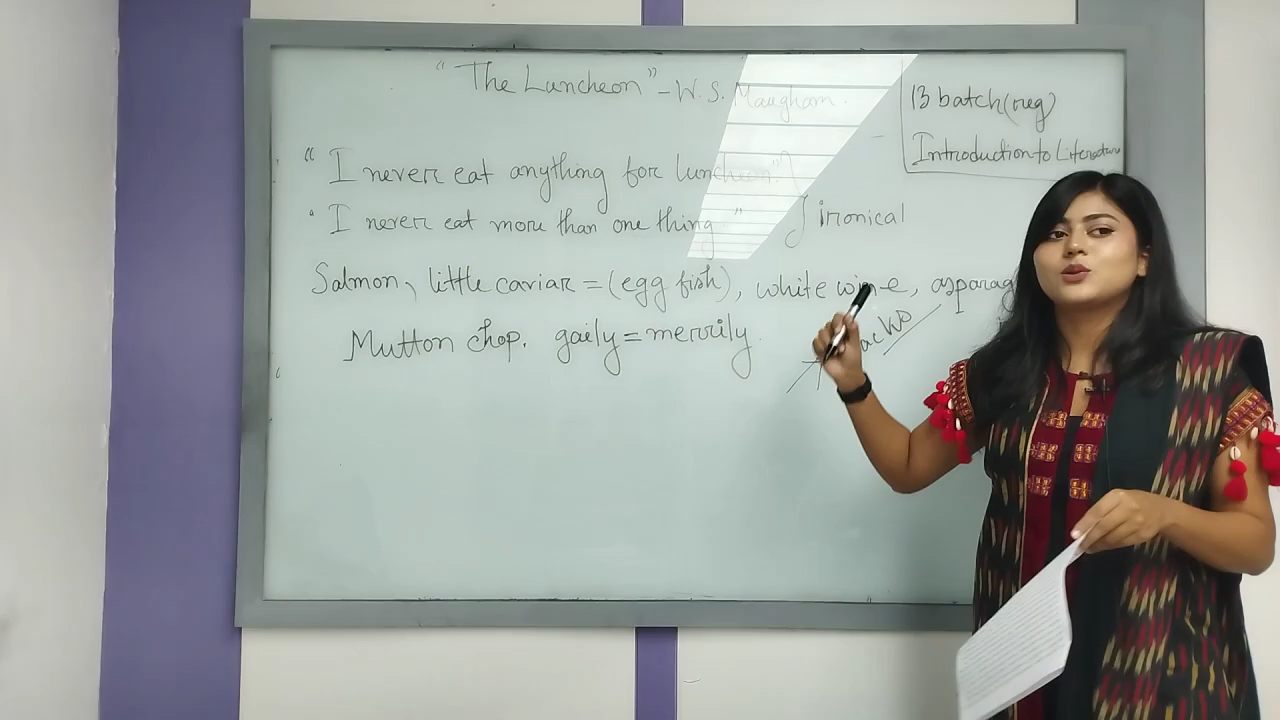 "The Luncheon" - W. S. Maugham.
13 batch (reg)
Introduction to Literature
"I never eat anything for luncheon."
"I never eat more than one thing" } ironical
Salmon, little caviar = (egg fish), white wine, asparag
Mutton chop. gaily = merrily